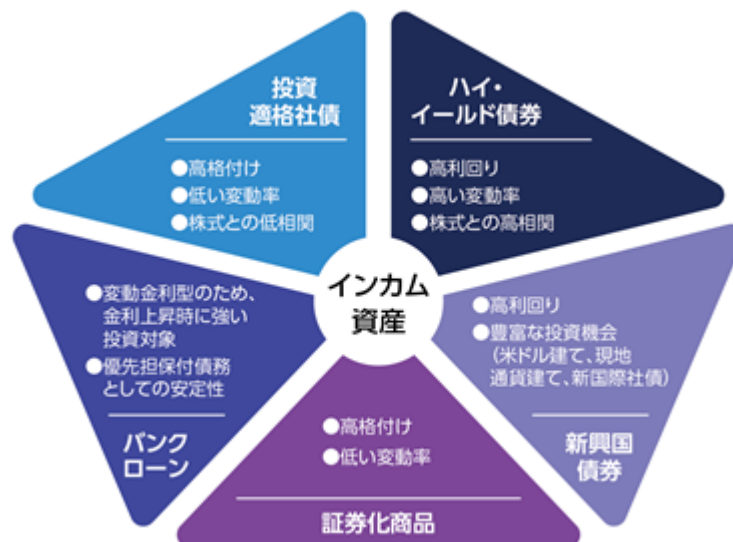 投資
適格社債
●高格付け
●低い変動率
●株式との低相関
ハイ・
イールド債券
●高利回り
●高い変動率
●株式との高相関
インカム
資産
●変動金利型のため、
金利上昇時に強い
投資対象
●優先担保付債務
としての安定性
バンク
ローン
●高利回り
●豊富な投資機会
(米ドル建て、現地
通貨建て、新国際社債)
新興国
債券
●高格付け
●低い変動率
証券化商品